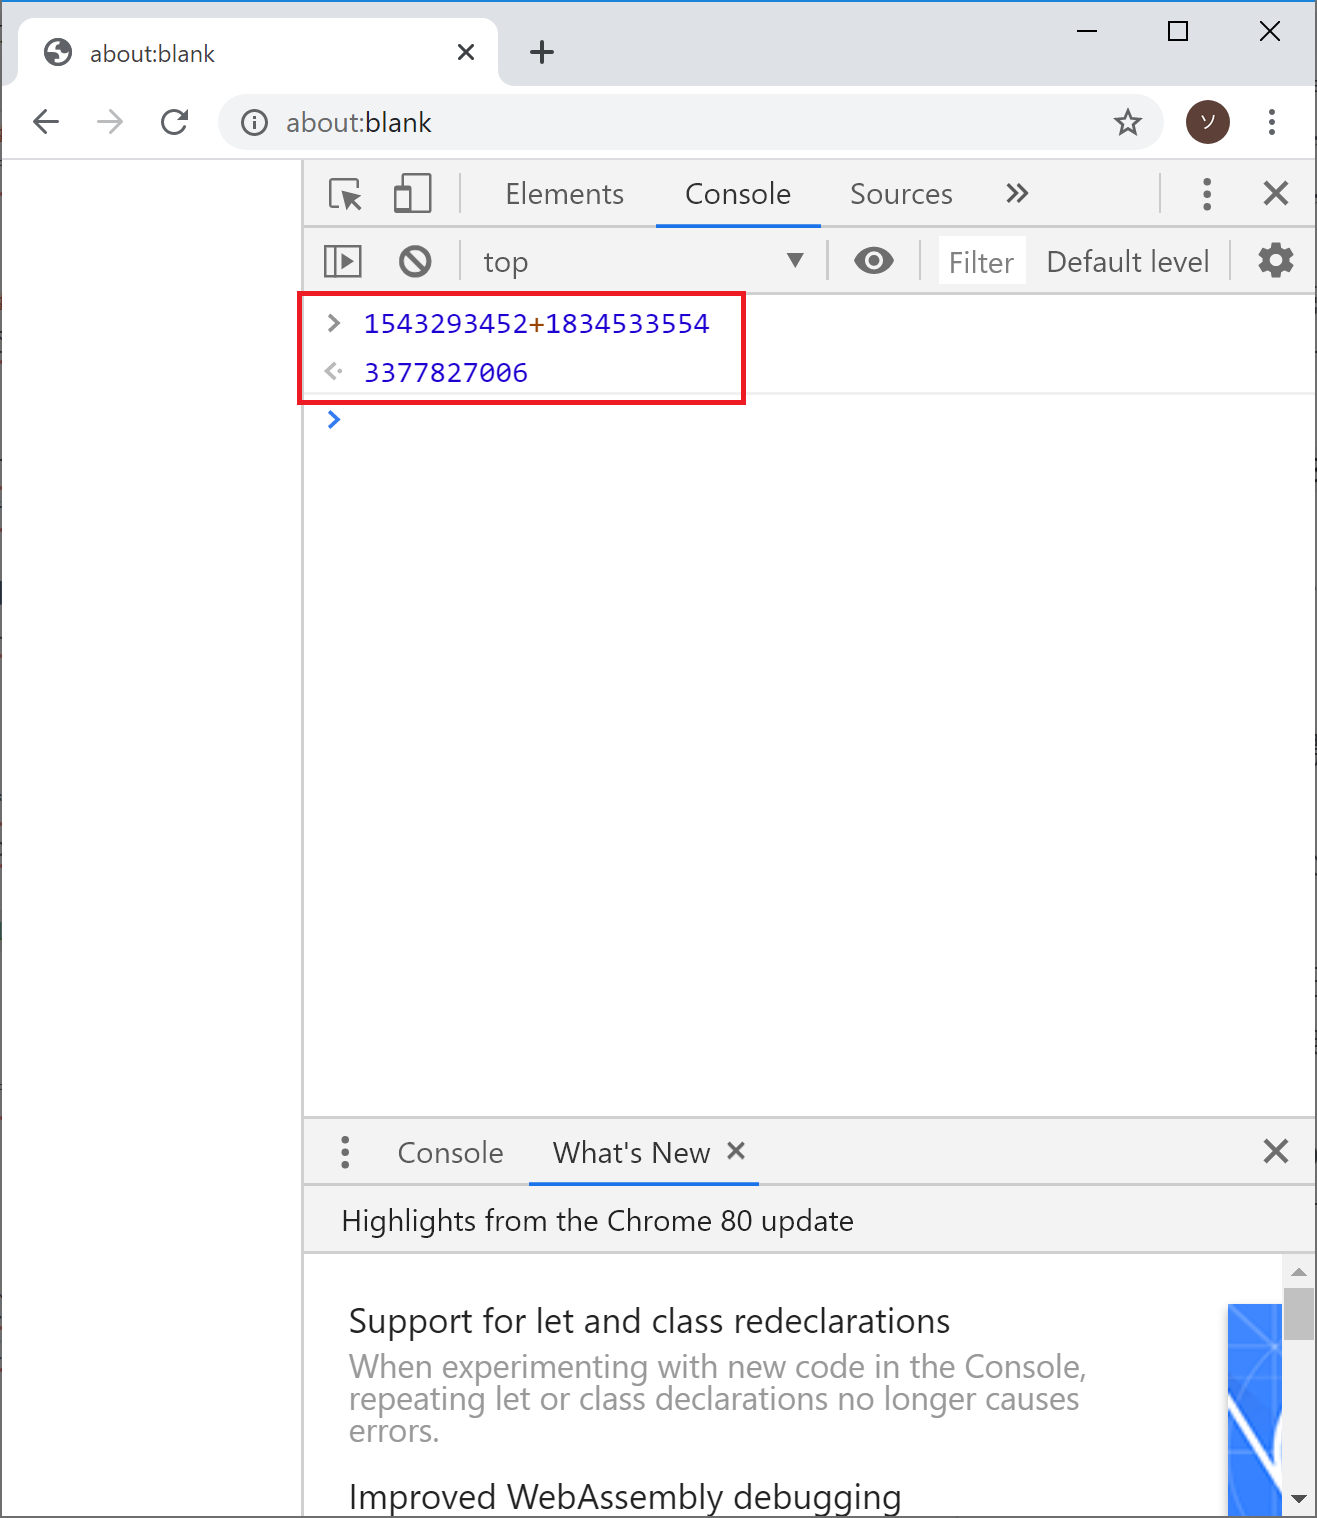 about:blank
about:blank
ソ
Elements Console Sources
top Filter Default level
1543293452+1834533554
3377827006
Console What's New
Highlights from the Chrome 80 update
Support for let and class redeclarations
When experimenting with new code in the Console,
repeating let or class declarations no longer causes
errors.
Improved WebAssembly debugging